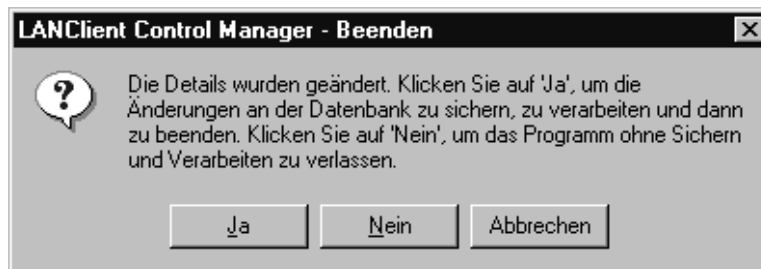 LANClient Control Manager - Beenden
Die Details wurden geändert. Klicken Sie auf 'Ja', um die
Änderungen an der Datenbank zu sichern, zu verarbeiten und dann
zu beenden. Klicken Sie auf 'Nein', um das Programm ohne Sichern
und Verarbeiten zu verlassen.
Ja Nein Abbrechen